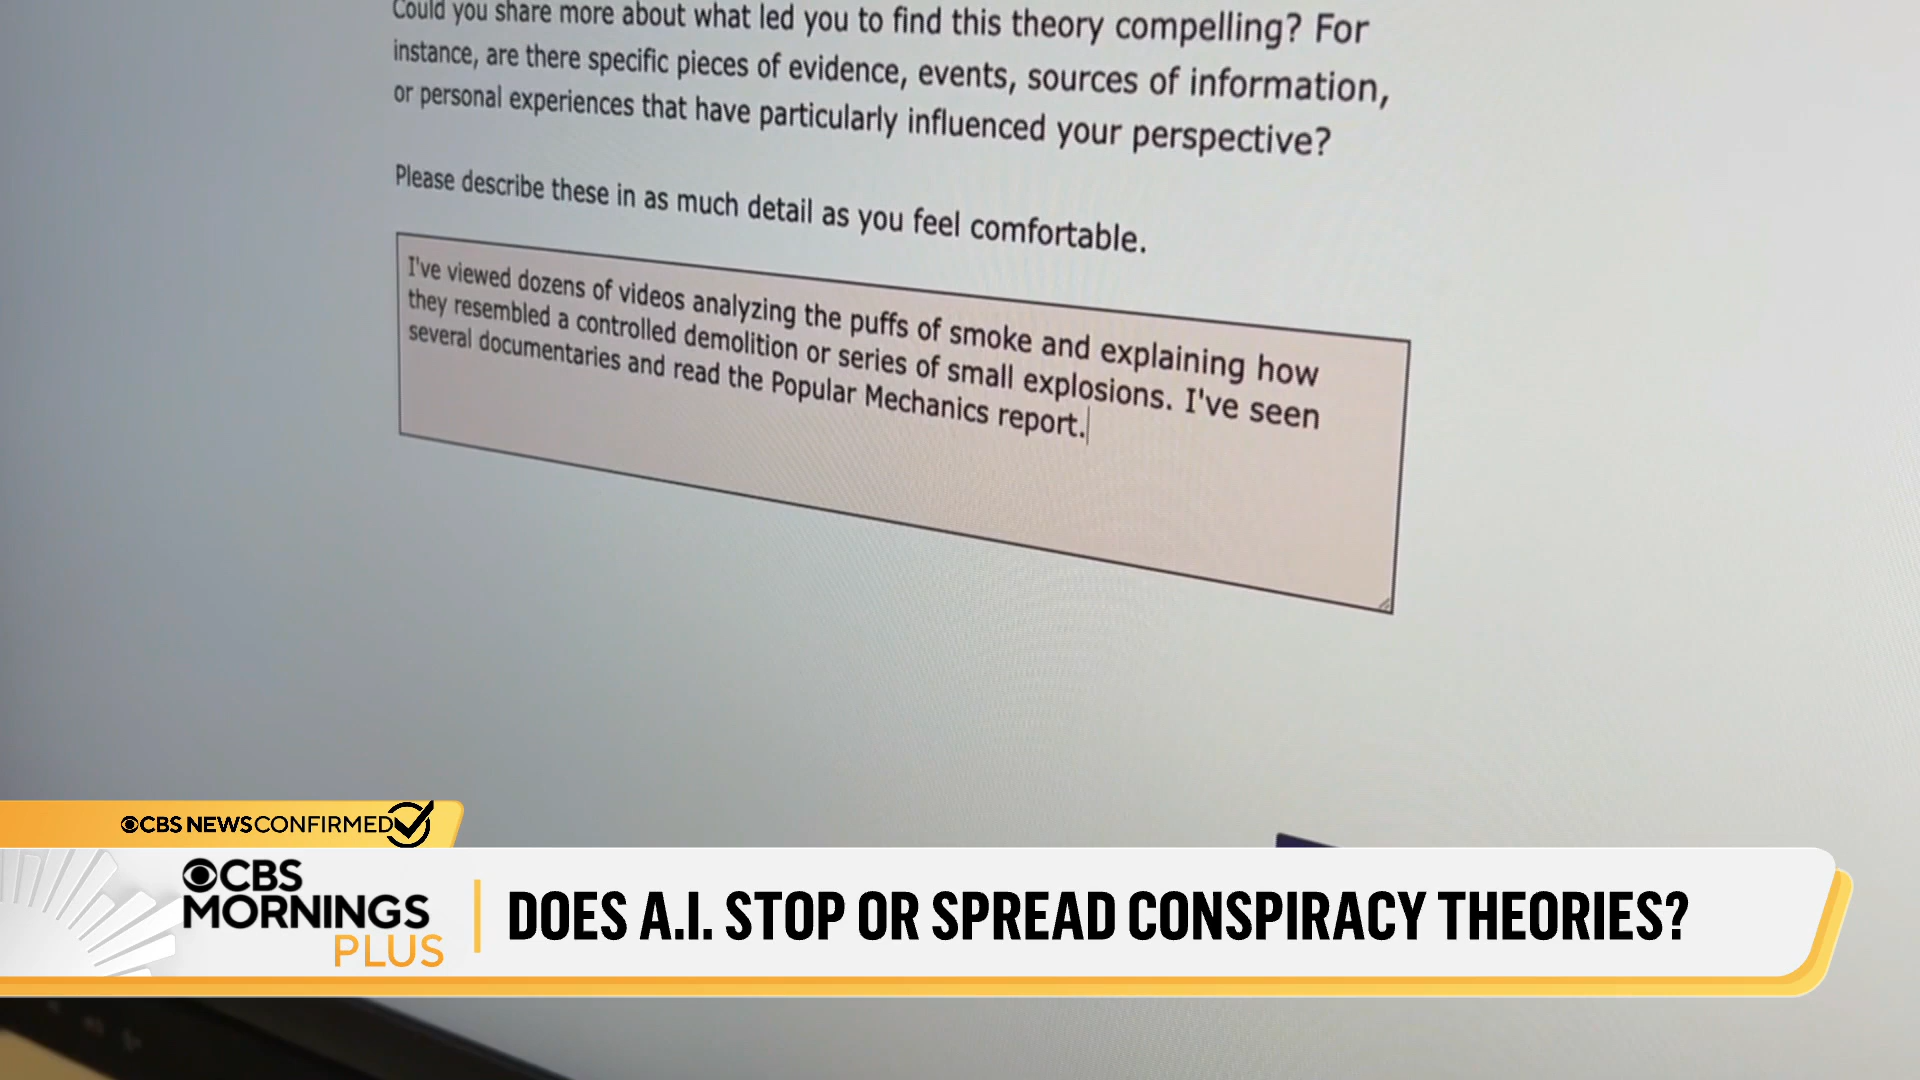 Could you share more about what led you to find this theory compelling? For
instance, are there specific pieces of evidence, events, sources of information,
or personal experiences that have particularly influenced your perspective?
Please describe these in as much detail as you feel comfortable.
I've viewed dozens of videos analyzing the puffs of smoke and explaining how
they resembled a controlled demolition or series of small explosions. I've seen
several documentaries and read the Popular Mechanics report.
CBS NEWS CONFIRMED
CBS
MORNINGS
PLUS
DOES A.I. STOP OR SPREAD CONSPIRACY THEORIES?